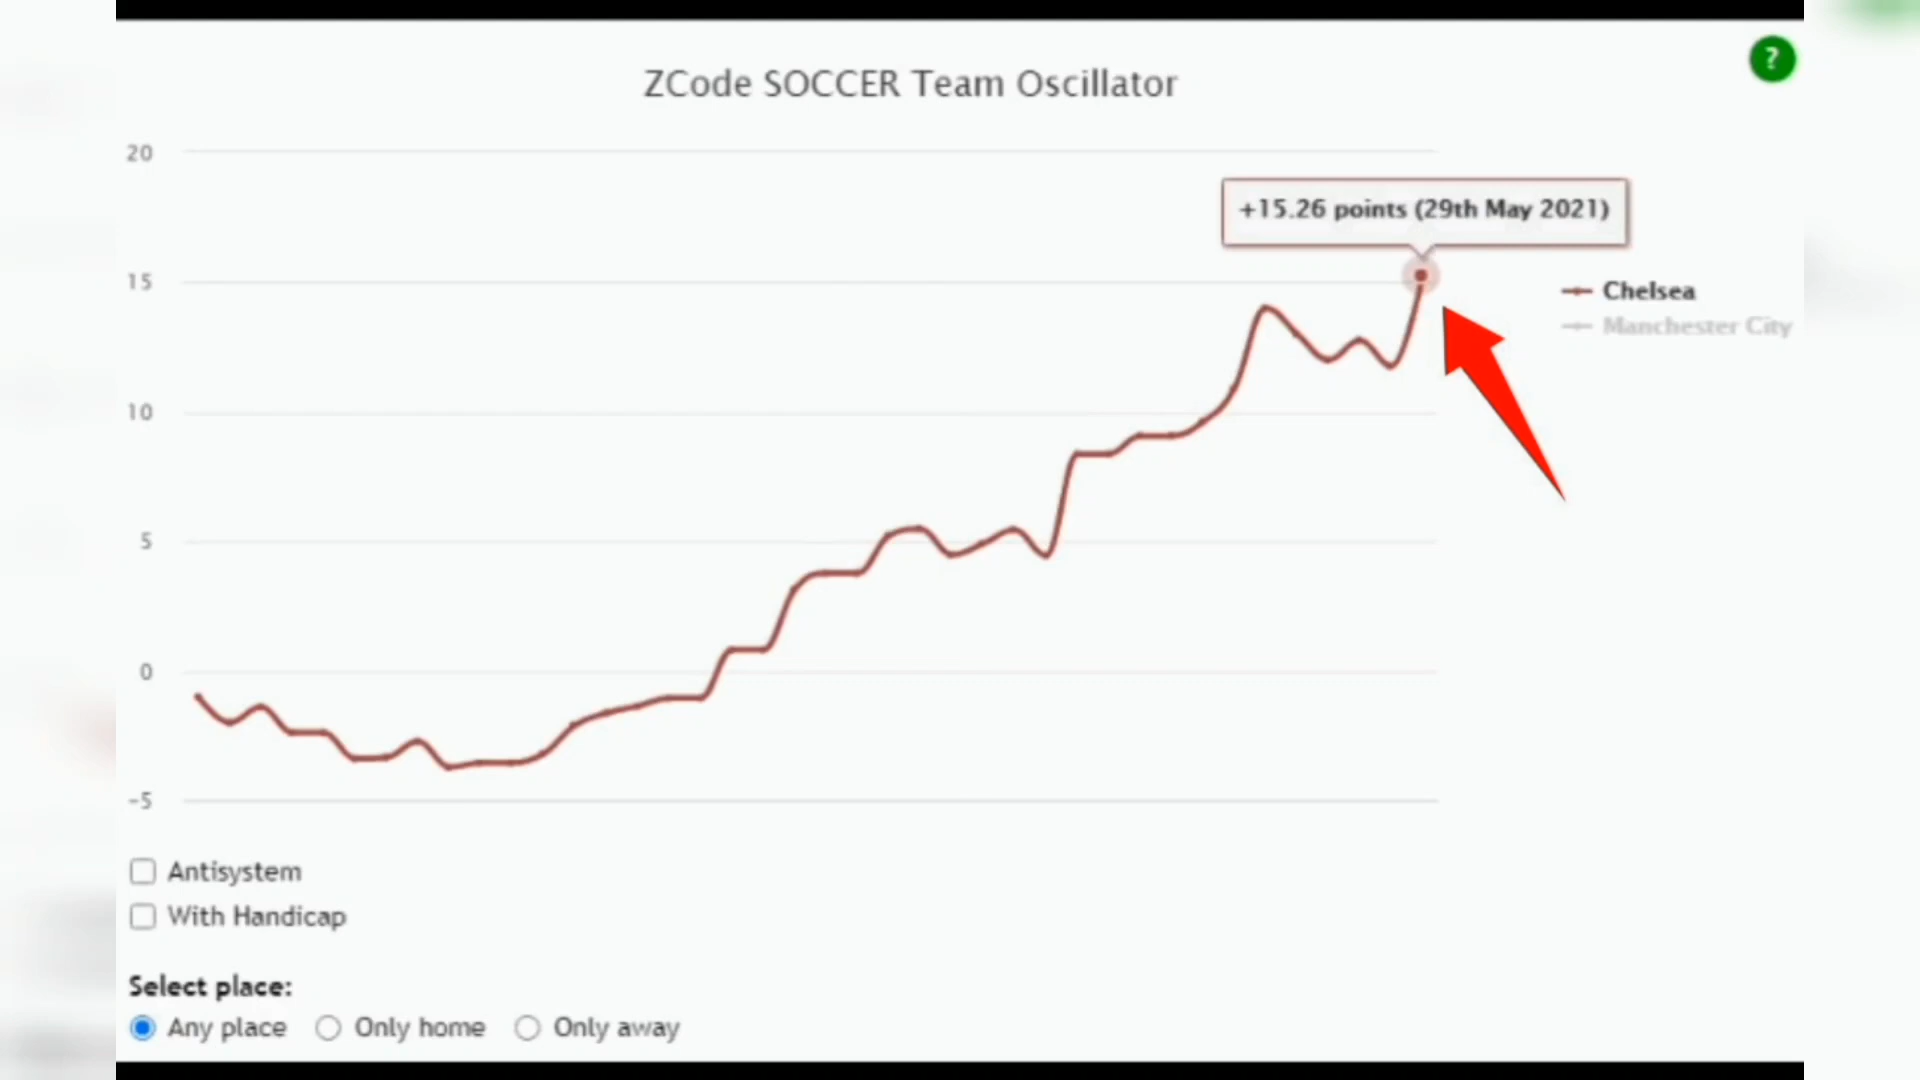 ZCode SOCCER Team Oscillator
?
20
+15.26 points (29th May 2021)
15
Chelsea
Manchester City
10
5
0
-5
Antisystem
With Handicap
Select place:
Any place Only home Only away